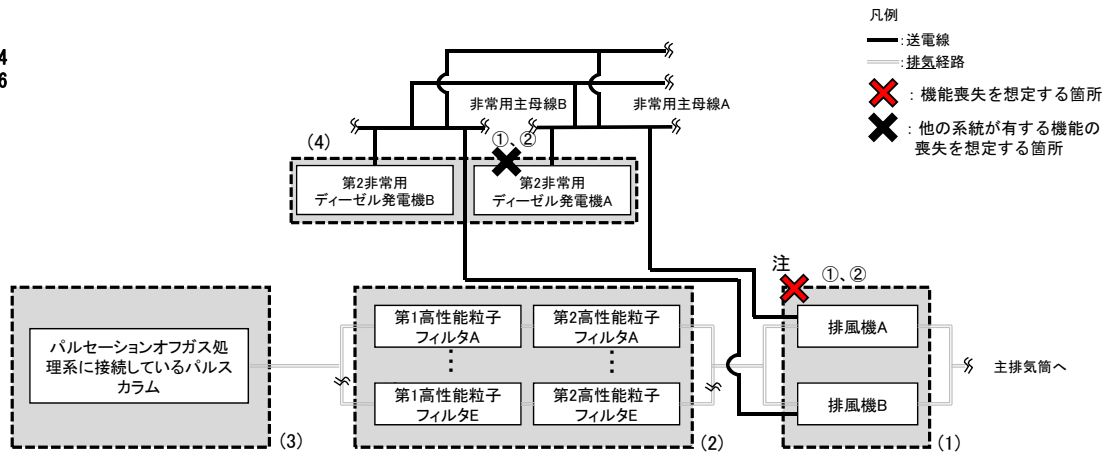 4
6
凡例
:送電線
:排気経路
:機能喪失を想定する箇所
:他の系統が有する機能の
喪失を想定する箇所
非常用主母線B
非常用主母線A
(4)
①、②
第2非常用
ディーゼル発電機B
第2非常用
ディーゼル発電機A
注
①、②
パルセーションオフガス処
理系に接続しているパルス
カラム
(3)
第1高性能粒子
フィルタA
第2高性能粒子
フィルタA
第1高性能粒子
フィルタE
第2高性能粒子
フィルタE
(2)
排風機A
排風機B
(1)
主排気筒へ